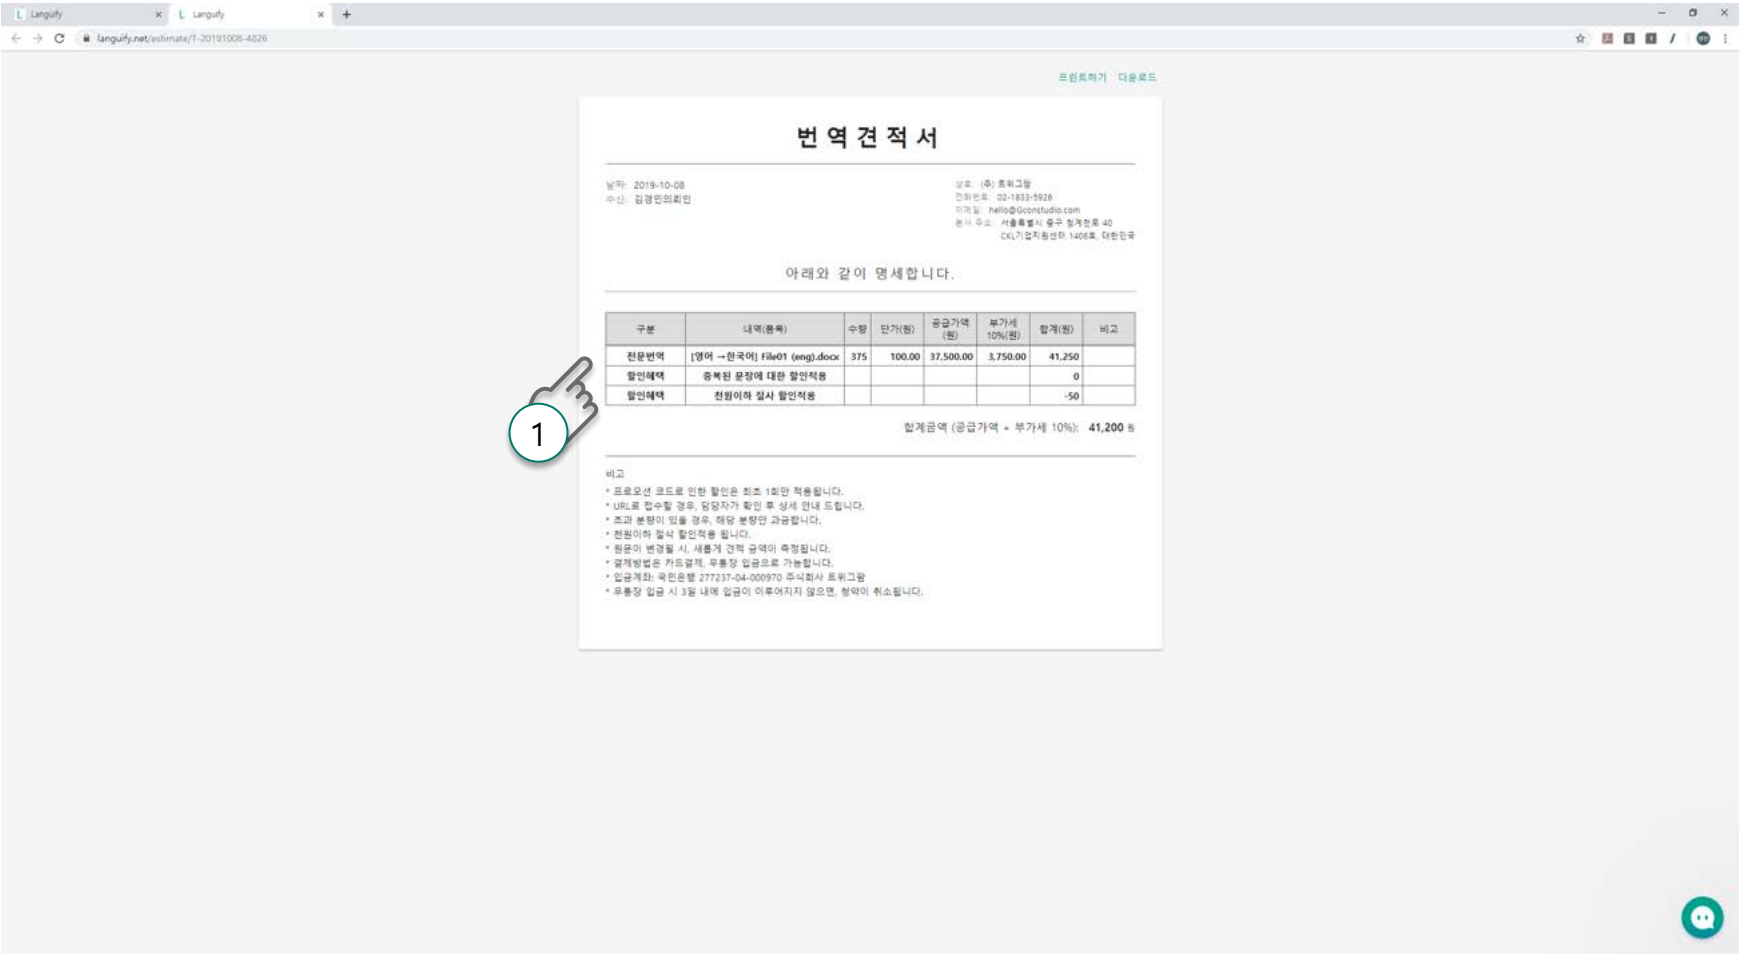 Languify
Languify
languify.net/estimate/T-20191008-4826
프린트하기 다운로드
번역견적서
날짜: 2019-10-08
수신: 김경민의뢰인
상호: (주) 트위그팜
전화번호: 02-1833-5926
이메일: hello@Gconstudio.com
본사 주소: 서울특별시 중구 청계천로 40
CKL기업지원센터 1406호, 대한민국
아래와 같이 명세합니다.
구분 내역(품목) 수량 단가(원) 공급가액(원) 부가세 10%(원) 합계(원) 비고
전문번역 [영어 →한국어] File01 (eng).docx 375 100.00 37,500.00 3,750.00 41,250
할인혜택 중복된 문장에 대한 할인적용 0
할인혜택 천원이하 절사 할인적용 -50
1
합계금액 (공급가액 + 부가세 10%): 41,200 원
비고
* 프로모션 코드로 인한 할인은 최초 1회만 적용됩니다.
* URL로 접수할 경우, 담당자가 확인 후 상세 안내 드립니다.
* 초과 분량이 있을 경우, 해당 분량만 과금합니다.
* 천원이하 절삭 할인적용 됩니다.
* 원문이 변경될 시, 새롭게 견적 금액이 측정됩니다.
* 결제방법은 카드결제, 무통장 입금으로 가능합니다.
* 입금계좌: 국민은행 277237-04-000970 주식회사 트위그팜
* 무통장 입금 시 3일 내에 입금이 이루어지지 않으면, 청약이 취소됩니다.